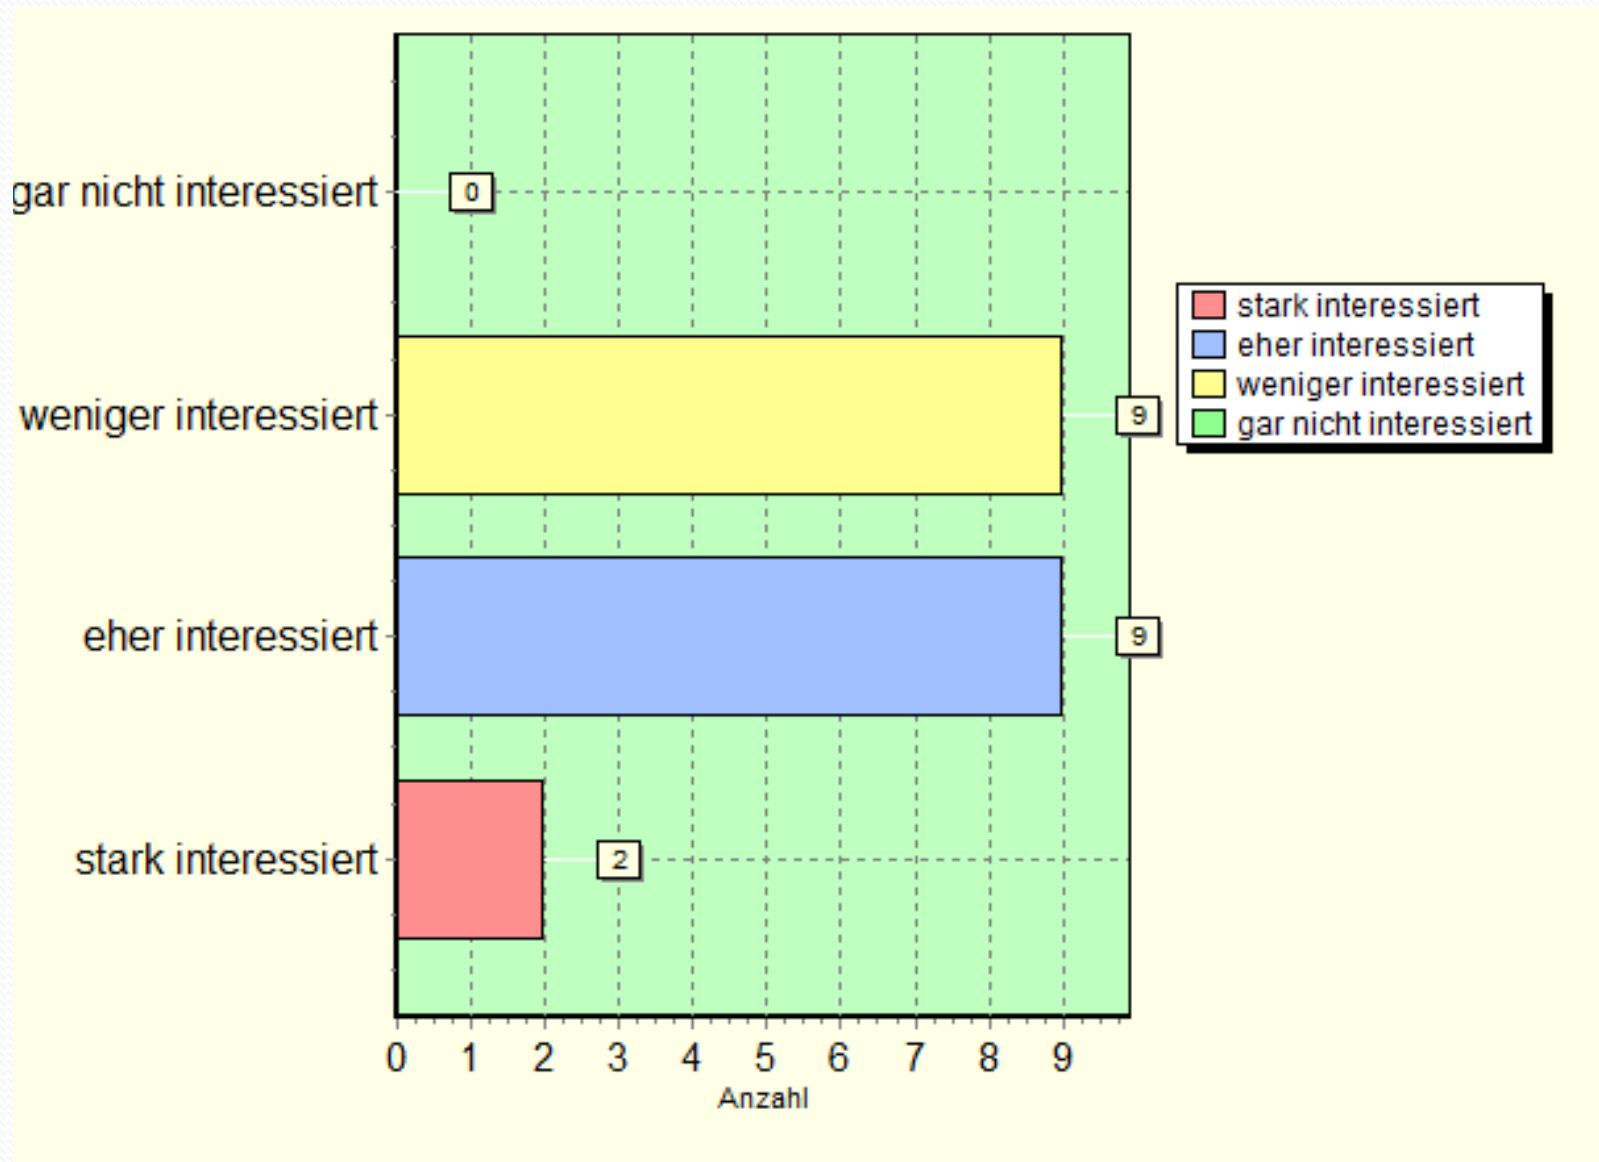 gar nicht interessiert
0
stark interessiert
eher interessiert
weniger interessiert
gar nicht interessiert
weniger interessiert
9
eher interessiert
9
stark interessiert
2
0 1 2 3 4 5 6 7 8 9
Anzahl